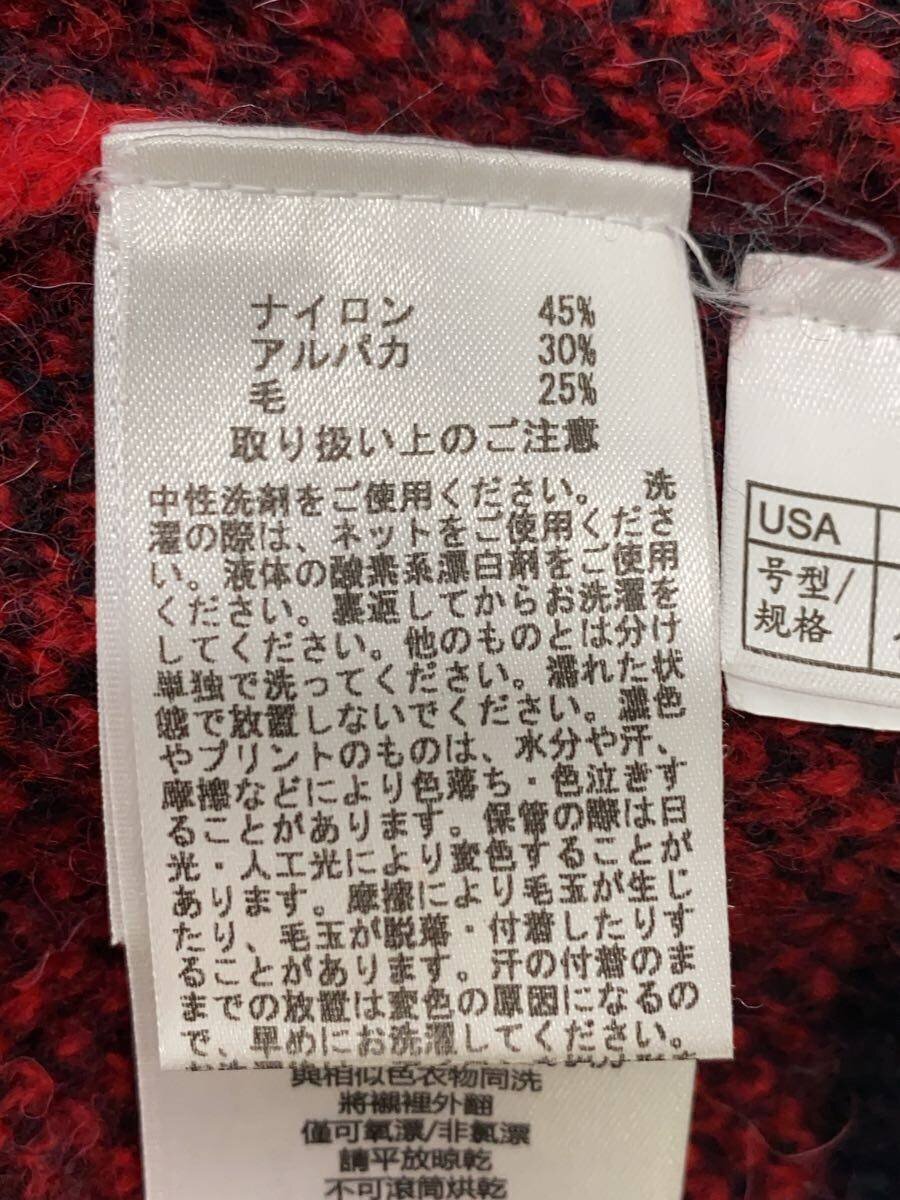 ナイロン 45%
アルパカ 30%
毛 25%
取り扱い上のご注意
中性洗剤をご使用ください。 洗
濯の際は、ネットをご使用くださ
い。液体の酸素系漂白剤をご使用
ください。裏返してからお洗濯を
してください。他のものとは分け
単独で洗ってください。濡れた状
態で放置しないでください。濃色
やプリントのものは、水分や汗、
摩擦などにより色落ち・色泣きす
ることがあります。保管の際は日
光・人工光により変色することが
あります。摩擦により毛玉が生じ
たり、毛玉が脱落・付着したりす
ることがあります。汗の付着のま
までの放置は変色の原因になるの
で、早めにお洗濯してください。
與相似色衣物同洗
將襯裡外翻
僅可氧漂/非氯漂
請平放晾乾
不可滾筒烘乾
USA
号型/
规格